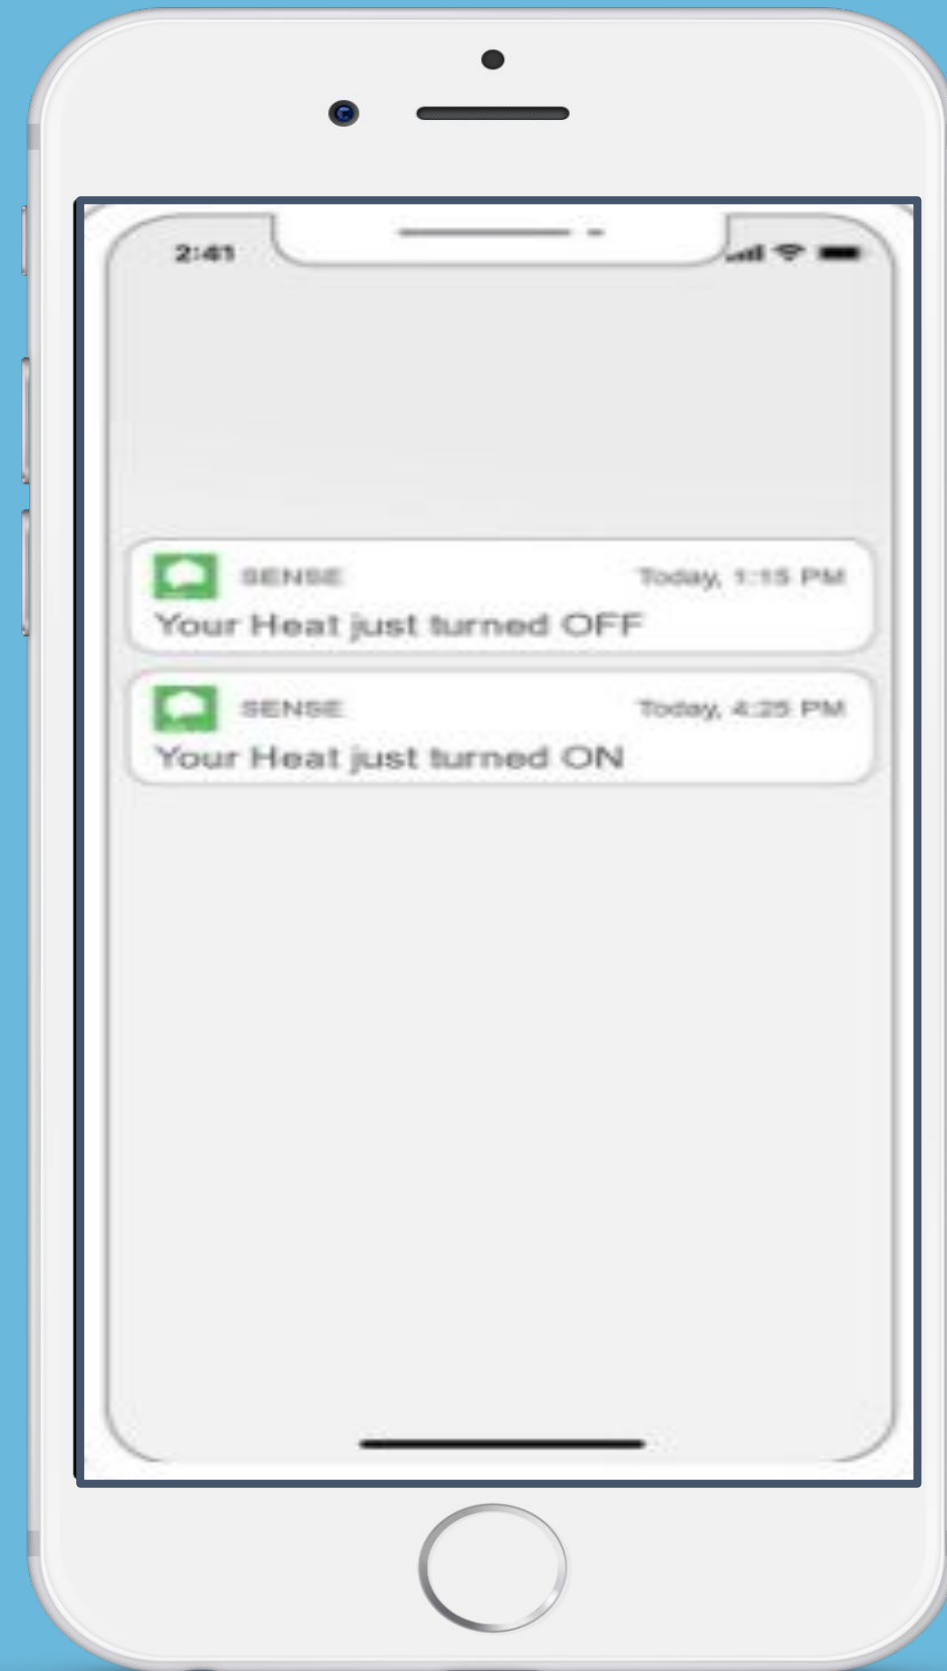 2:41
SENSE Today, 1:15 PM
Your Heat just turned OFF
SENSE Today, 4:25 PM
Your Heat just turned ON